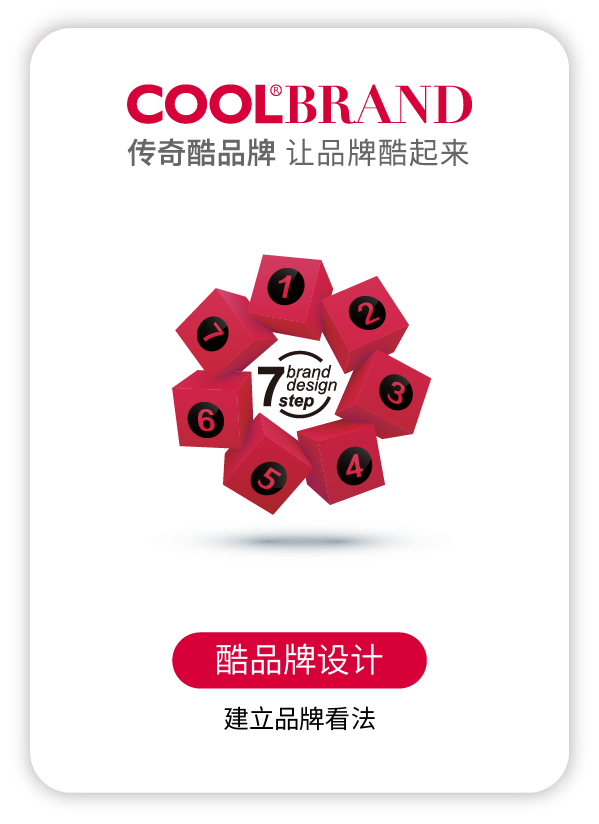 COOL®BRAND
传奇酷品牌 让品牌酷起来
1
2
3
4
5
6
7
7 brand
design
step
酷品牌设计
建立品牌看法